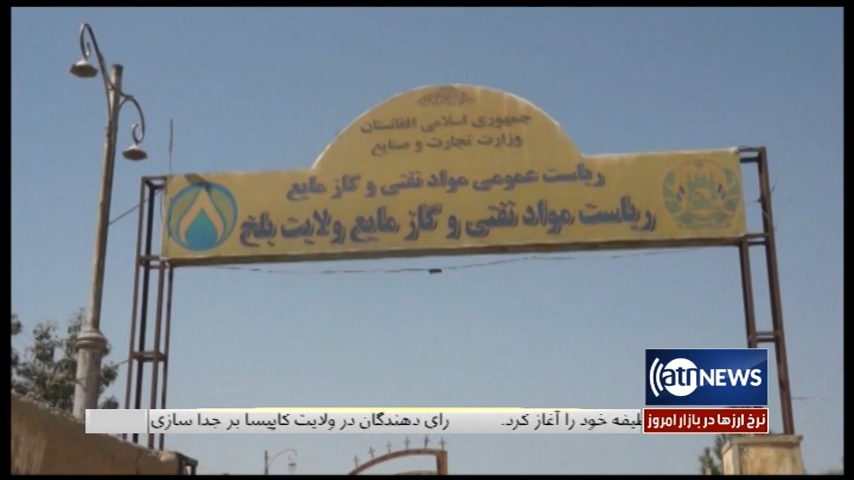 جمهوری اسلامی افغانستان
وزارت تجارت و صنایع
ریاست عمومی مواد نفتی و گاز مایع
ریاست مواد نفتی و گاز مایع ولایت بلخ
atn NEWS
نرخ ارزها در بازار امروز
ظیفه خود را آغاز کرد. رای دهندگان در ولایت کاپیسا بر جدا سازی